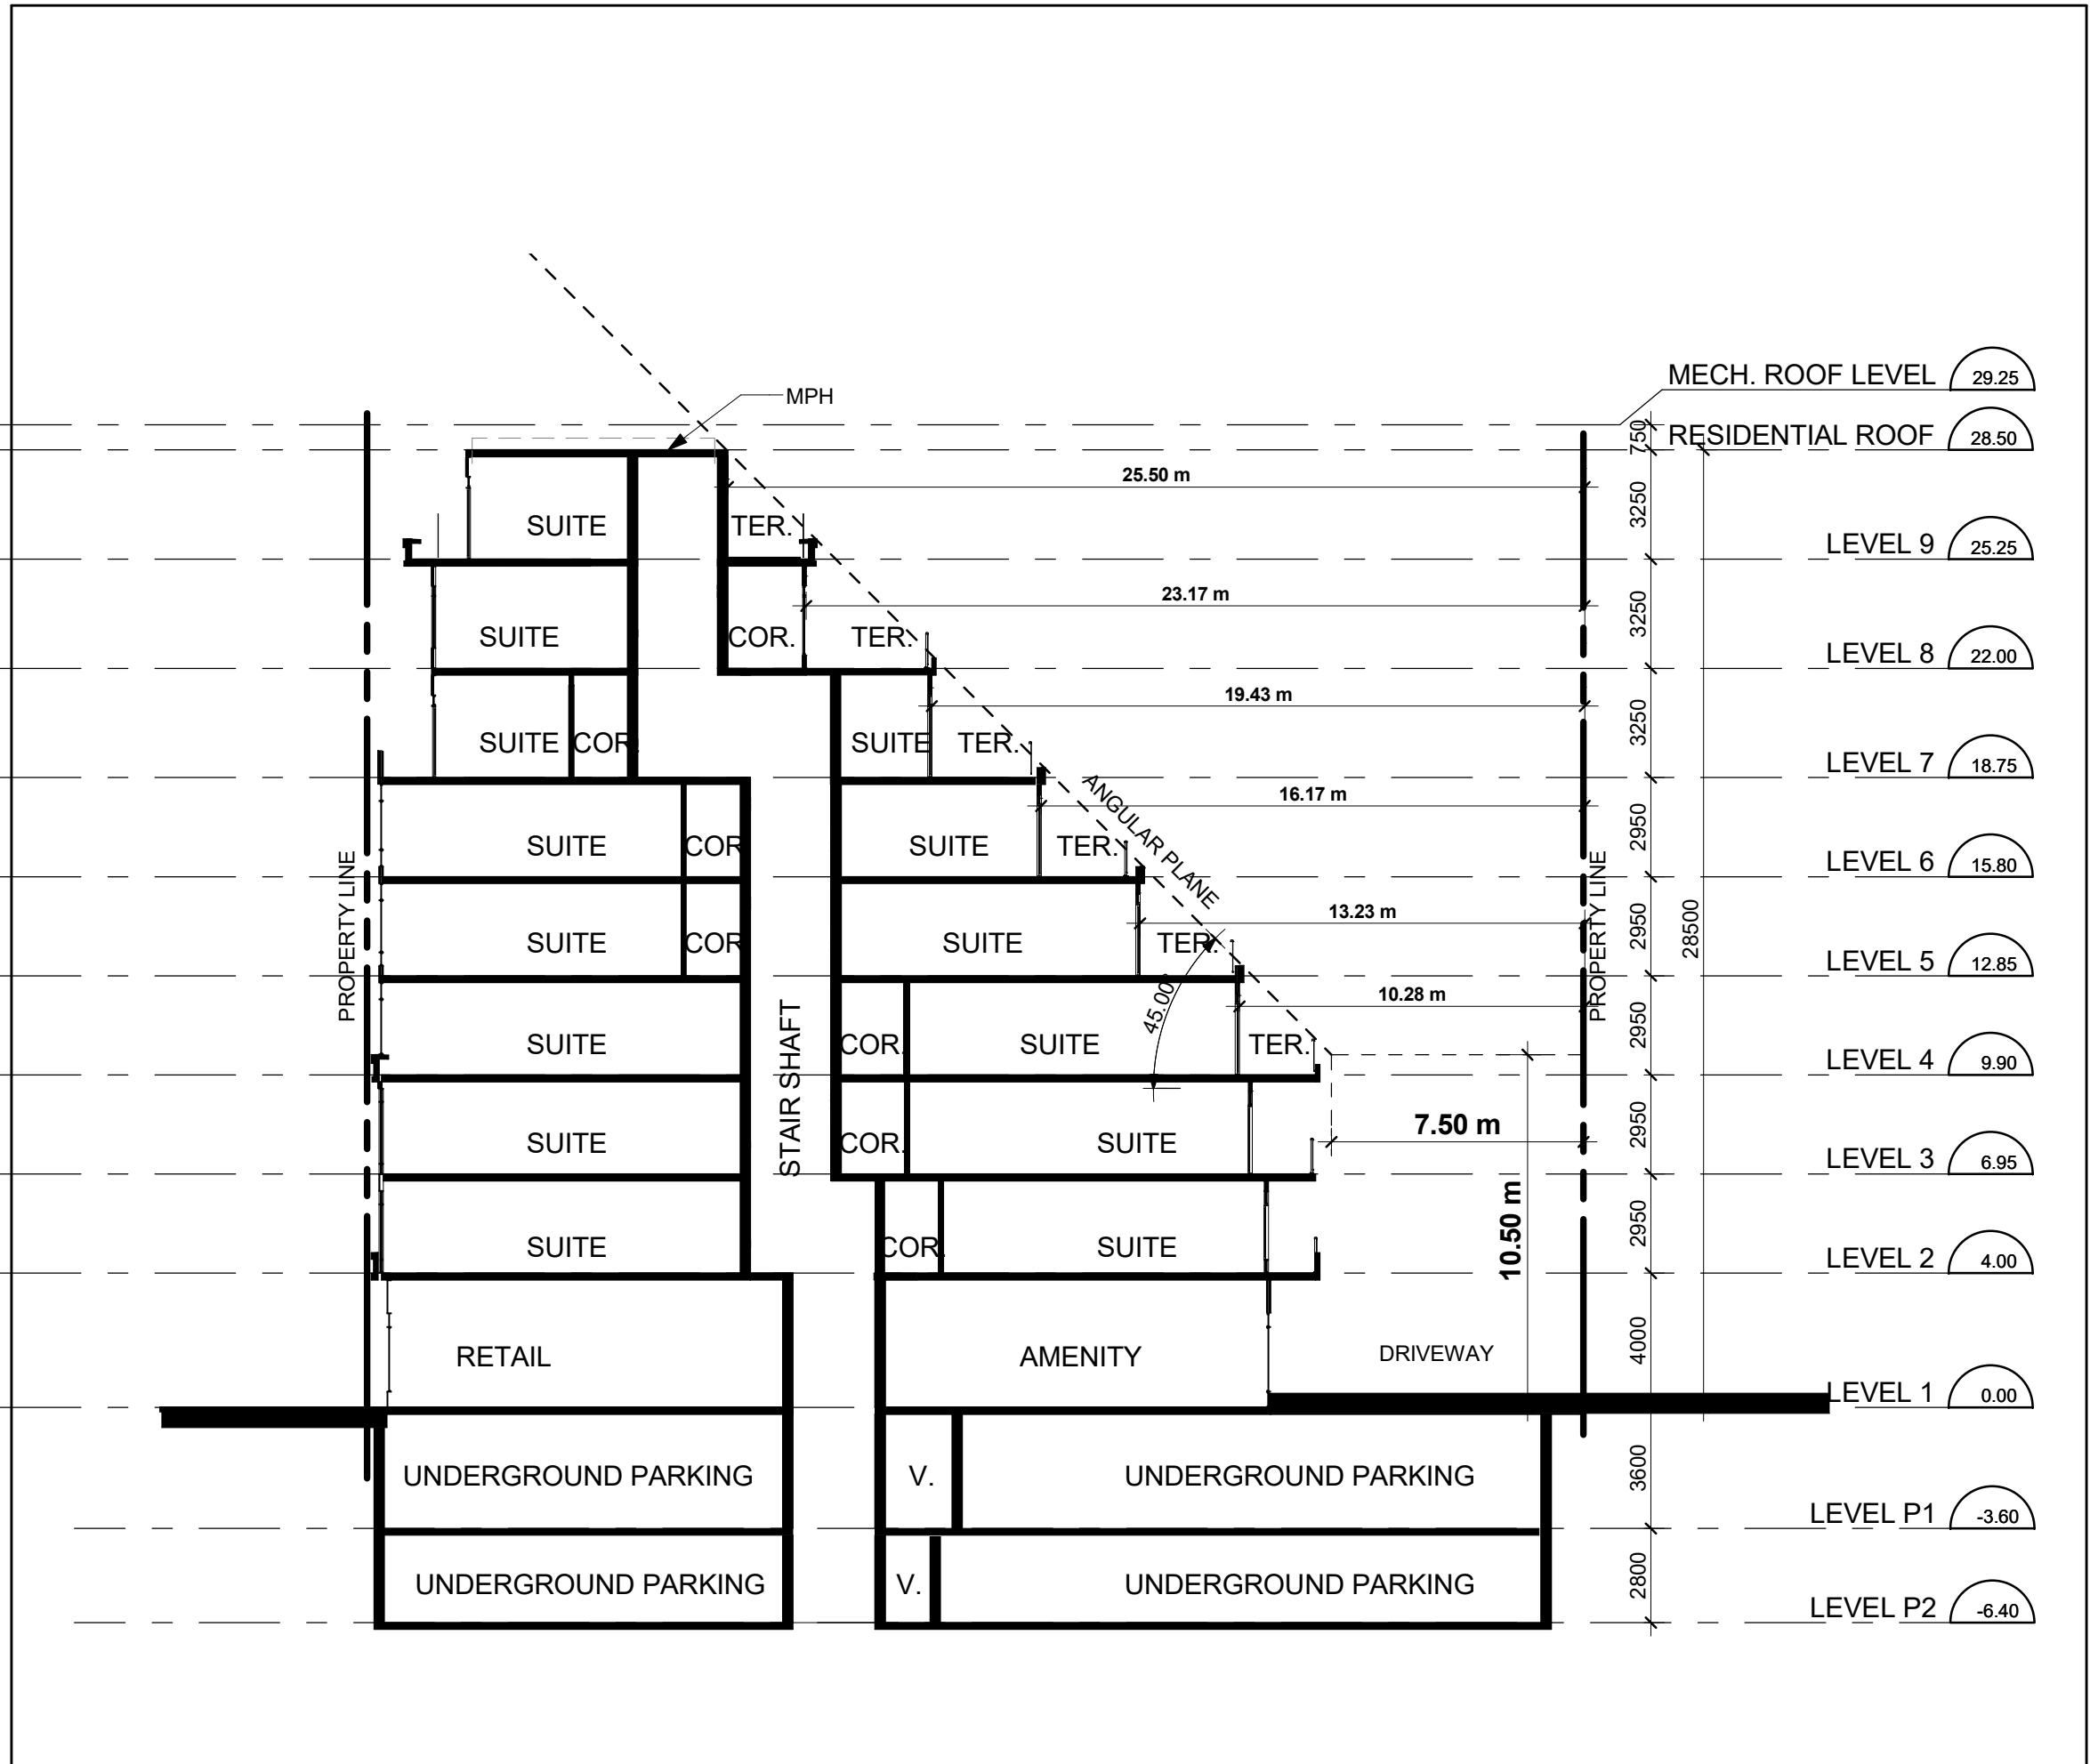 MECH. ROOF LEVEL 29.25
MPH
750
RESIDENTIAL ROOF 28.50
25.50 m
3250
SUITE TER.
LEVEL 9 25.25
23.17 m
3250
SUITE COR. TER.
LEVEL 8 22.00
19.43 m
3250
SUITE COR. SUITE TER.
LEVEL 7 18.75
ANGULAR PLANE
16.17 m
2950
SUITE COR SUITE TER.
LEVEL 6 15.80
PROPERTY LINE
PROPERTY LINE
13.23 m
28500
2950
SUITE COR SUITE TER.
LEVEL 5 12.85
10.28 m
45.00°
2950
STAIR SHAFT
SUITE COR. SUITE TER.
LEVEL 4 9.90
7.50 m
2950
SUITE COR. SUITE
LEVEL 3 6.95
10.50 m
2950
SUITE COR. SUITE
LEVEL 2 4.00
4000
RETAIL AMENITY DRIVEWAY
LEVEL 1 0.00
3600
UNDERGROUND PARKING V. UNDERGROUND PARKING
LEVEL P1 -3.60
2800
UNDERGROUND PARKING V. UNDERGROUND PARKING
LEVEL P2 -6.40